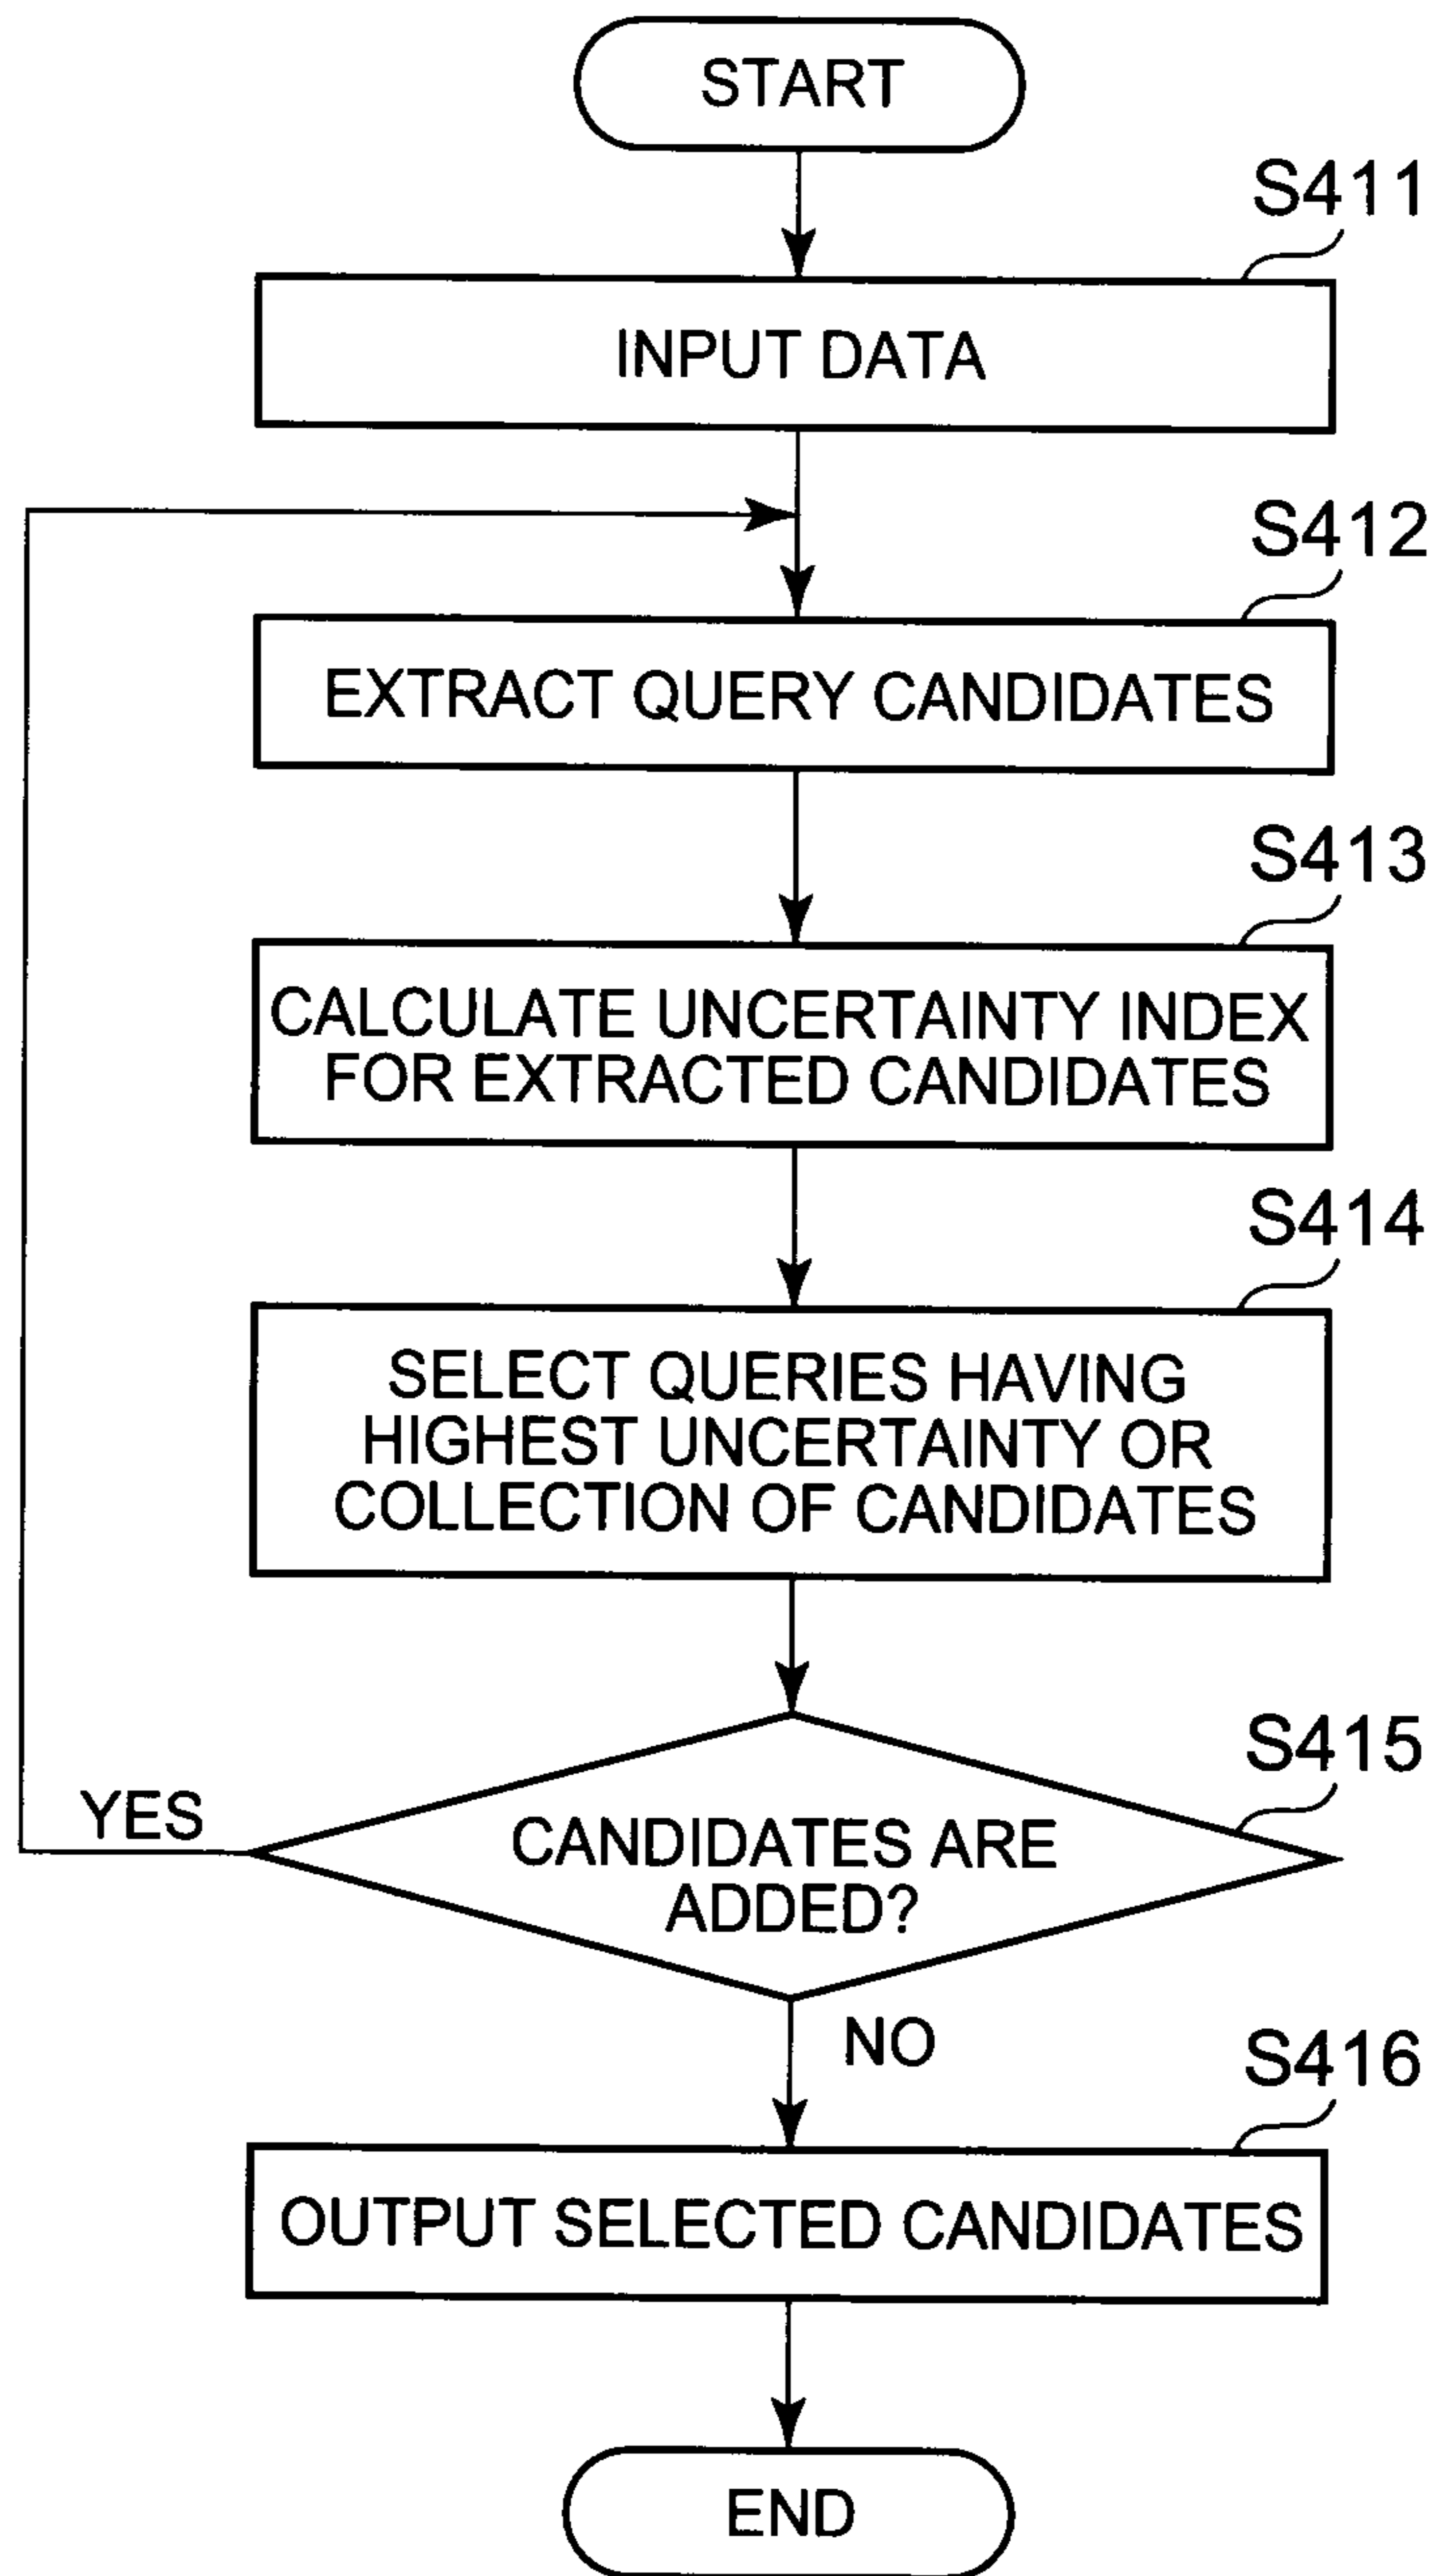 START
S411
INPUT DATA
S412
EXTRACT QUERY CANDIDATES
S413
CALCULATE UNCERTAINTY INDEX
FOR EXTRACTED CANDIDATES
S414
SELECT QUERIES HAVING
HIGHEST UNCERTAINTY OR
COLLECTION OF CANDIDATES
S415
YES
CANDIDATES ARE
ADDED?
NO
S416
OUTPUT SELECTED CANDIDATES
END